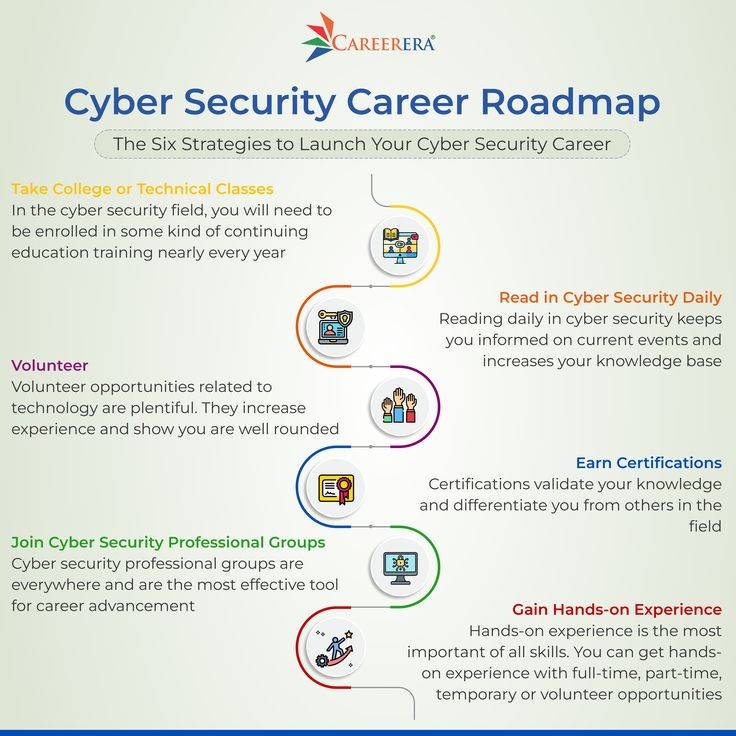 CAREERERA®
Cyber Security Career Roadmap
The Six Strategies to Launch Your Cyber Security Career
Take College or Technical Classes
In the cyber security field, you will need to
be enrolled in some kind of continuing
education training nearly every year
Read in Cyber Security Daily
Reading daily in cyber security keeps
you informed on current events and
increases your knowledge base
Volunteer
Volunteer opportunities related to
technology are plentiful. They increase
experience and show you are well rounded
Earn Certifications
Certifications validate your knowledge
and differentiate you from others in the
field
Join Cyber Security Professional Groups
Cyber security professional groups are
everywhere and are the most effective tool
for career advancement
Gain Hands-on Experience
Hands-on experience is the most
important of all skills. You can get hands-
on experience with full-time, part-time,
temporary or volunteer opportunities